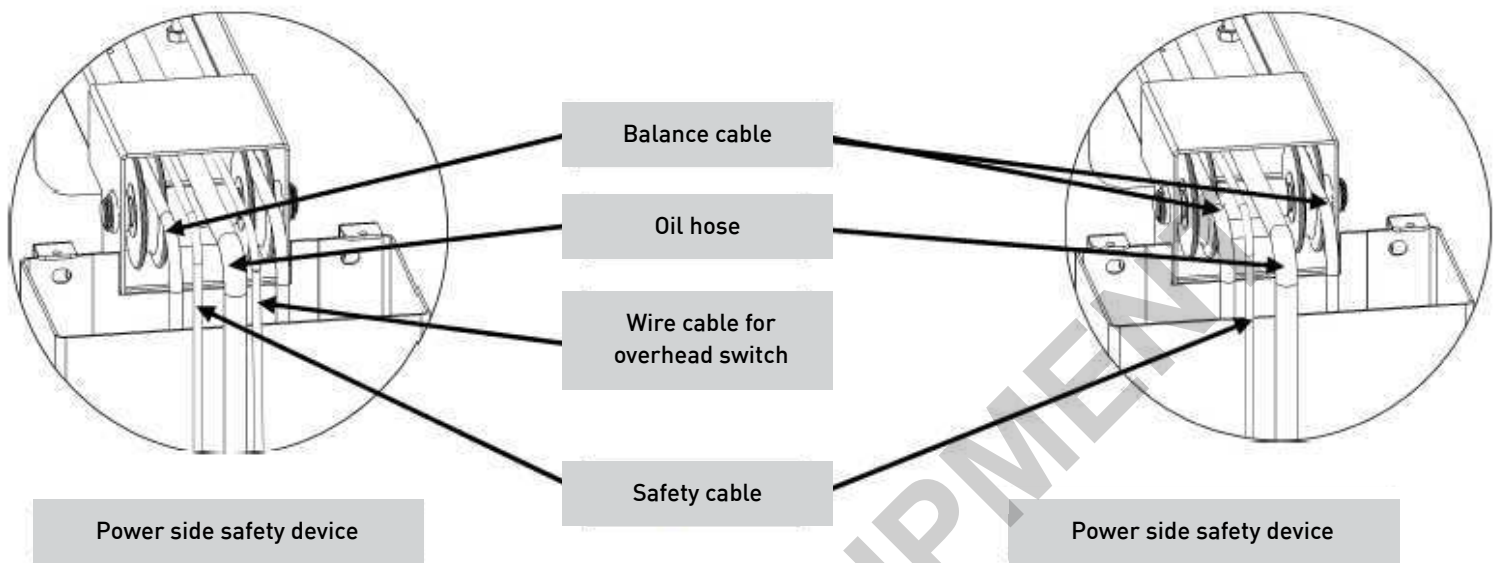 Balance cable
Oil hose
Wire cable for
overhead switch
Safety cable
Power side safety device
Power side safety device